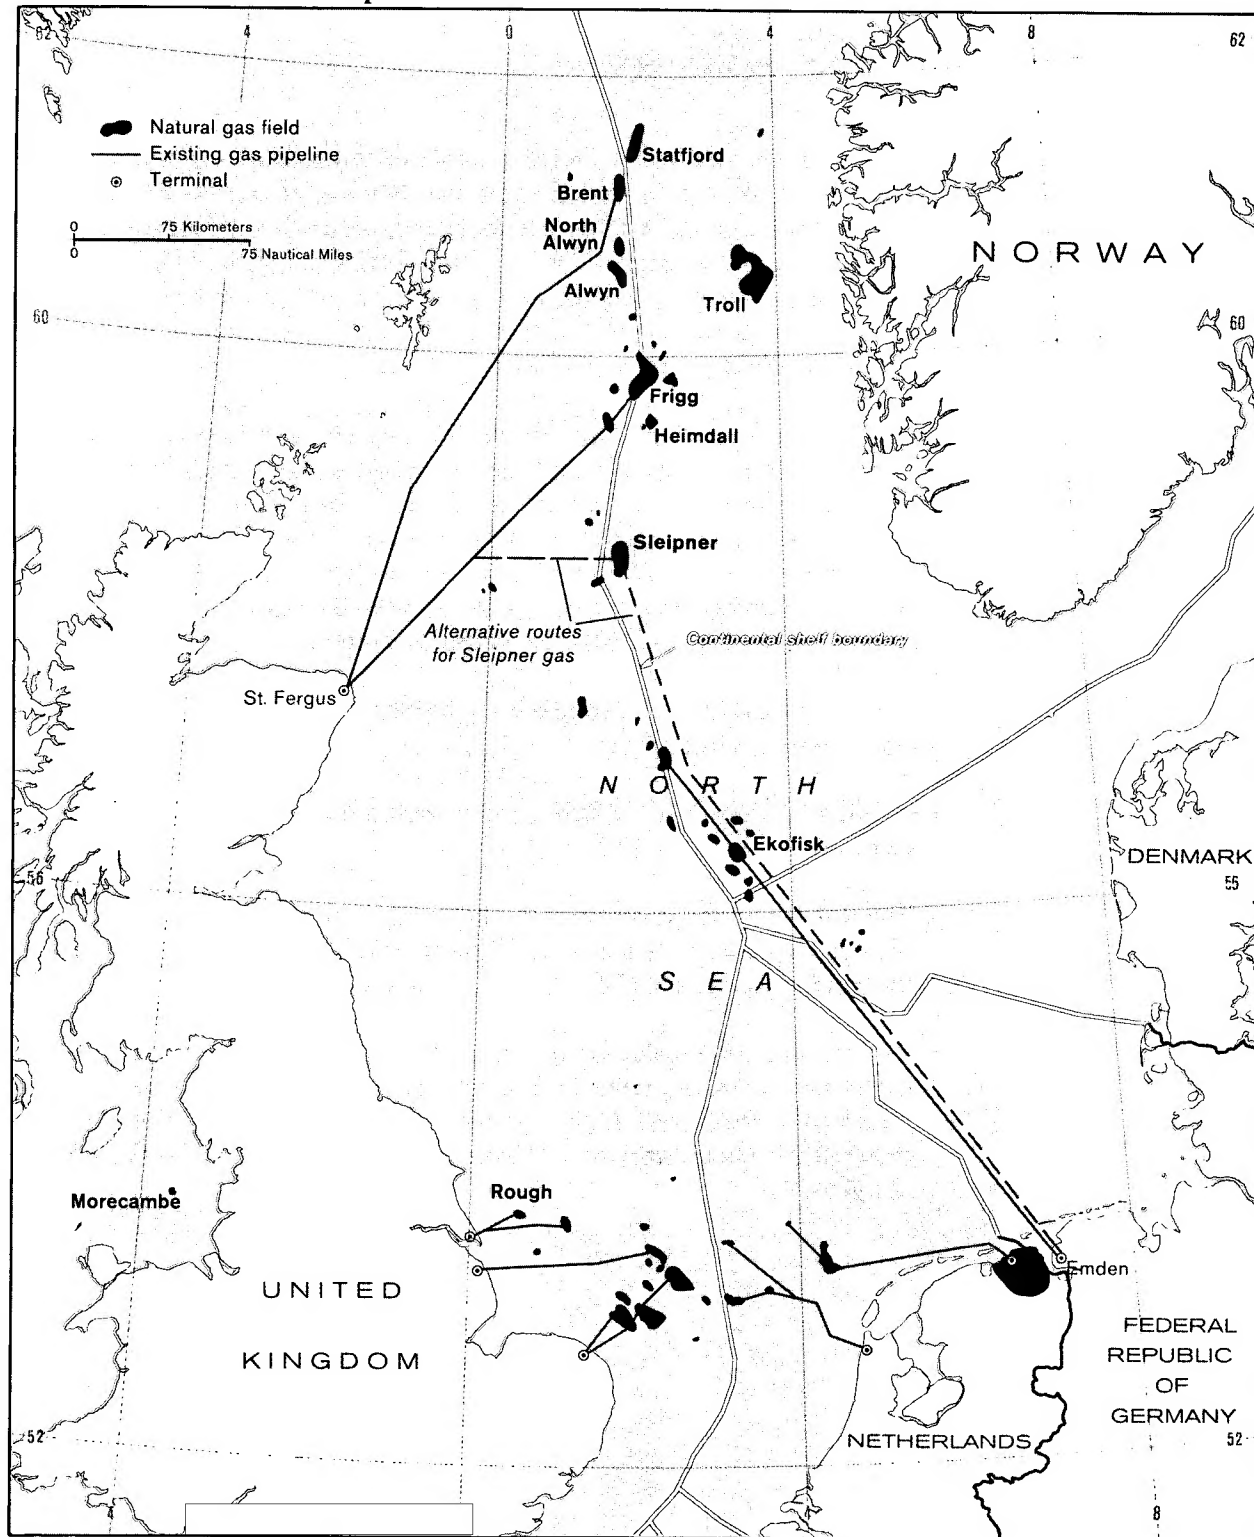 4 0 4 8
62 62
Natural gas field
Existing gas pipeline
Terminal
0 75 Kilometers
0 75 Nautical Miles
Statfjord
Brent
North
Alwyn
Alwyn
Troll
NORWAY
60 60
Frigg
Heimdall
Sleipner
Alternative routes
for Sleipner gas
Continental shelf boundary
St. Fergus
NORTH
Ekofisk
DENMARK
56 55
SEA
Morecambe
Rough
Emden
UNITED
KINGDOM
FEDERAL
REPUBLIC
OF
GERMANY
NETHERLANDS
52 52
4 8